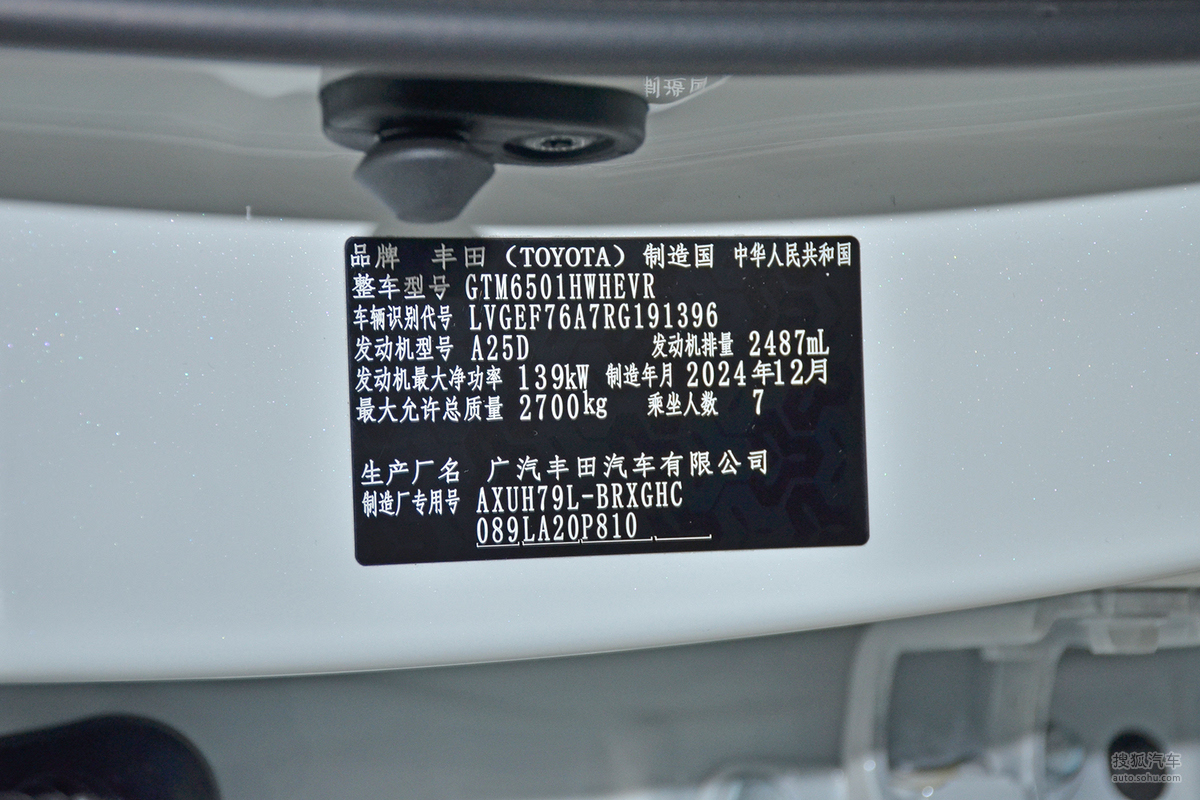 品牌 丰田（TOYOTA）制造国 中华人民共和国
整车型号 GTM6501HWHEVR
车辆识别代号 LVGEF76A7RG191396
发动机型号 A25D 发动机排量 2487mL
发动机最大净功率 139kW 制造年月 2024年12月
最大允许总质量 2700kg 乘坐人数 7
生产厂名 广汽丰田汽车有限公司
制造厂专用号 AXUH79L-BRXGHC
089LA20P810
搜狐汽车
auto.sohu.com